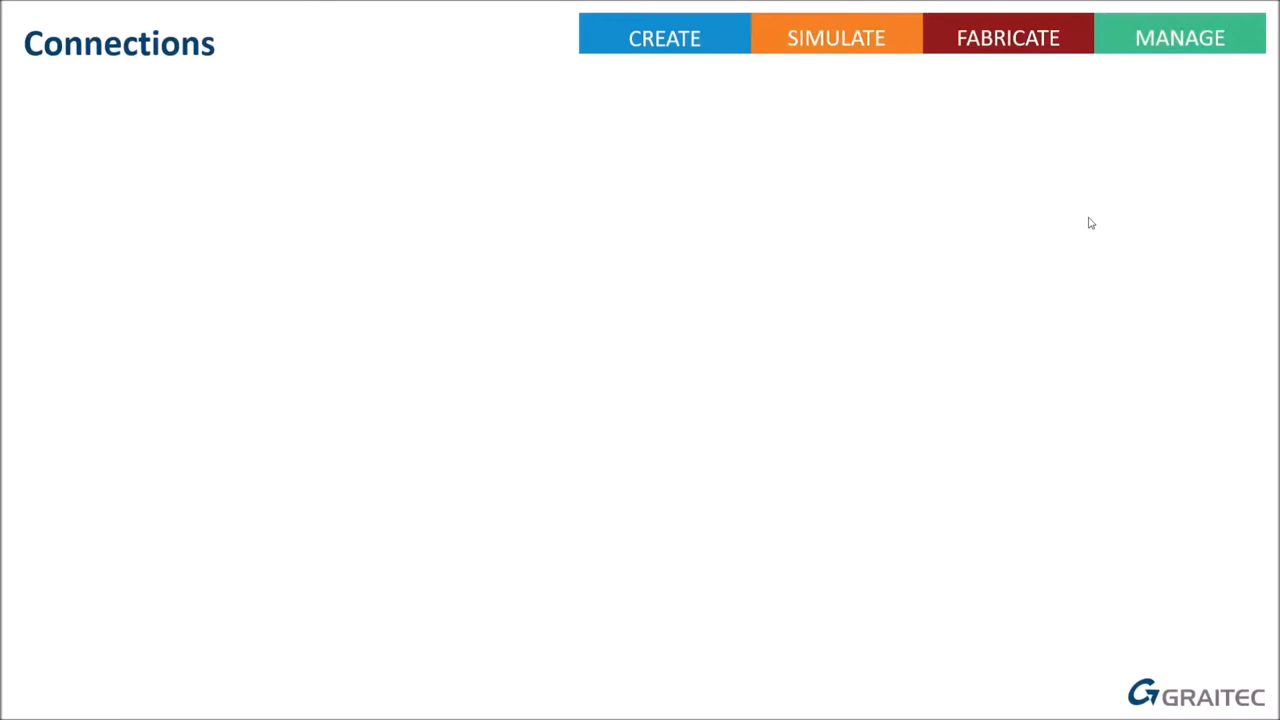 Connections
CREATE
SIMULATE
FABRICATE
MANAGE
GRAITEC